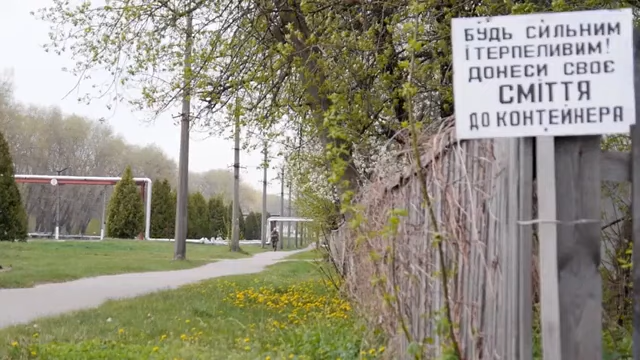 БУДЬ СИЛЬНИМ
І ТЕРПЕЛИВИМ!
ДОНЕСИ СВОЄ
СМІТТЯ
ДО КОНТЕЙНЕРА